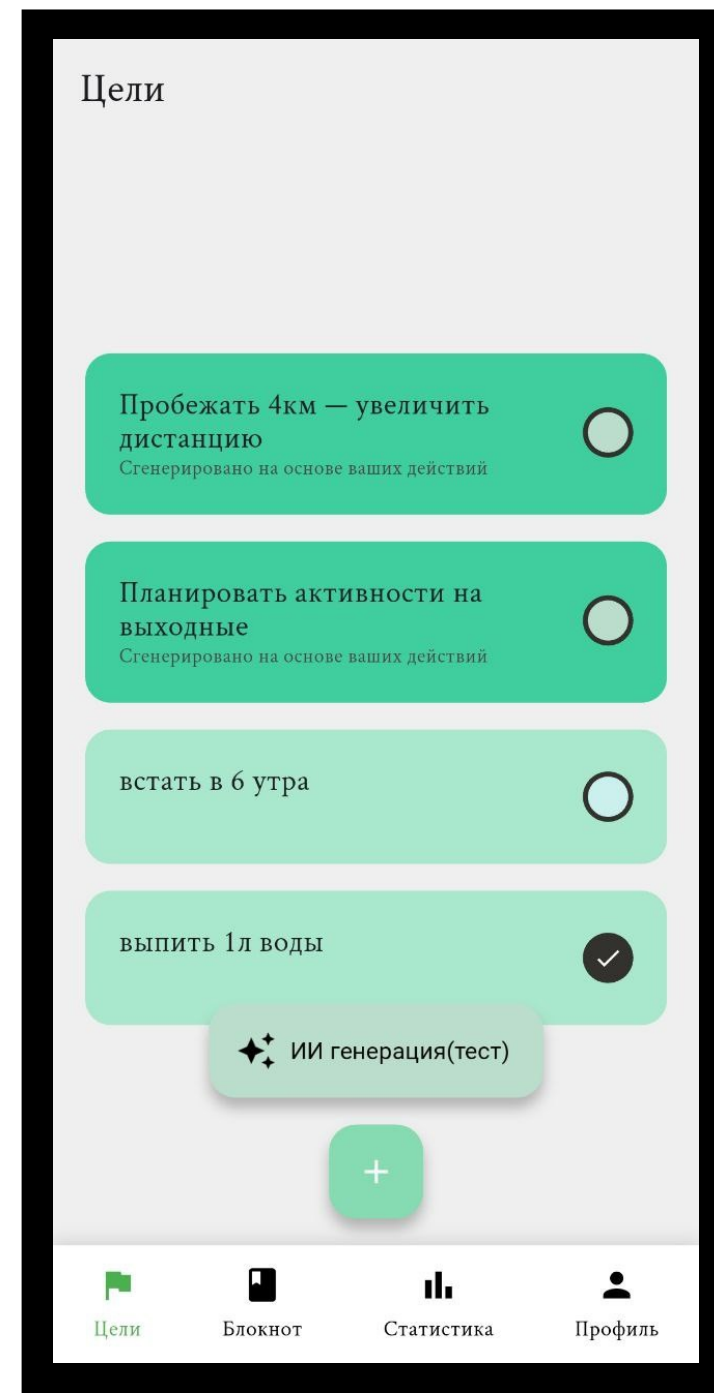 Цели
Пробежать 4км — увеличить
дистанцию
Сгенерировано на основе ваших действий
Планировать активности на
выходные
Сгенерировано на основе ваших действий
встать в 6 утра
выпить 1л воды
ИИ генерация(тест)
+
Цели Блокнот Статистика Профиль